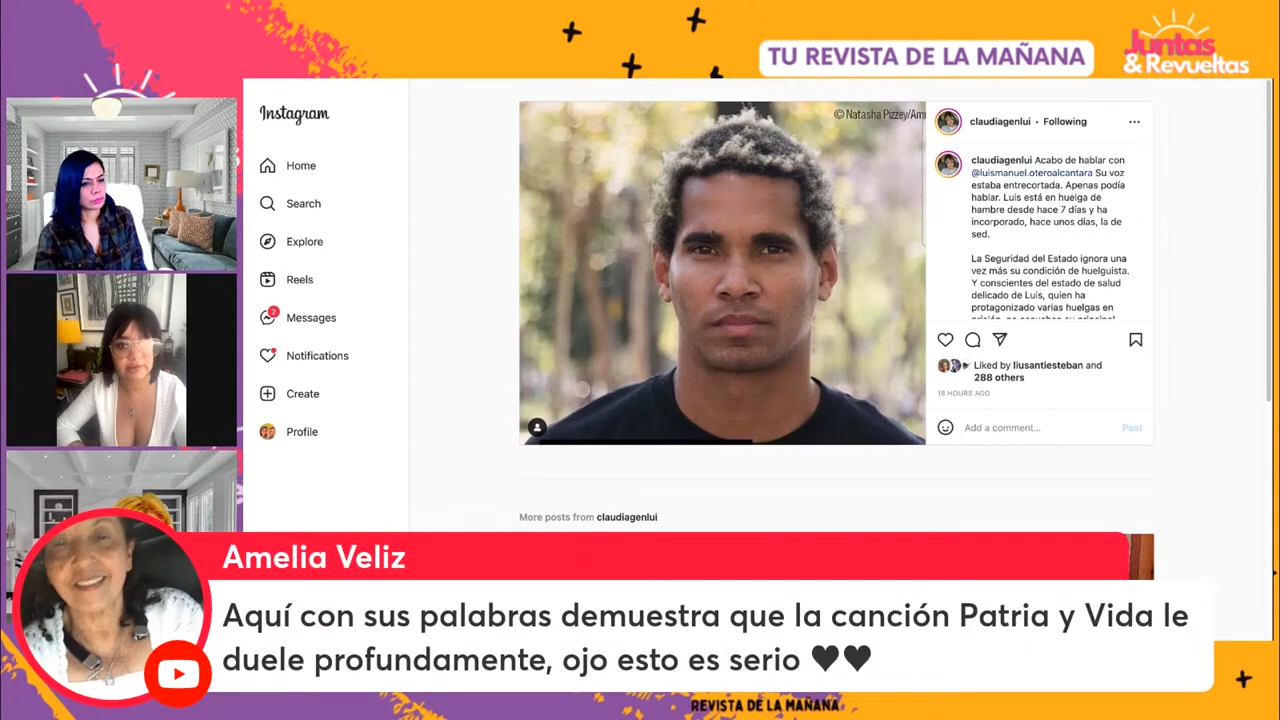 TU REVISTA DE LA MAÑANA
Juntas
& Revueltas
Instagram
Home
Search
Explore
Reels
2
Messages
Notifications
Create
Profile
© Natasha Pizzey/Am
claudiagenlui • Following
claudiagenlui Acabo de hablar con
@luismanuel.oteroalcantara Su voz
estaba entrecortada. Apenas podía
hablar. Luis está en huelga de
hambre desde hace 7 días y ha
incorporado, hace unos días, la de
sed.
La Seguridad del Estado ignora una
vez más su condición de huelguista.
Y conscientes del estado de salud
delicado de Luis, quien ha
protagonizado varias huelgas en
prisión, no escuchan su principal
Liked by liusantiesteban and
288 others
18 HOURS AGO
Add a comment...
Post
More posts from claudiagenlui
Amelia Veliz
Aquí con sus palabras demuestra que la canción Patria y Vida le
duele profundamente, ojo esto es serio ♥♥
REVISTA DE LA MAÑANA